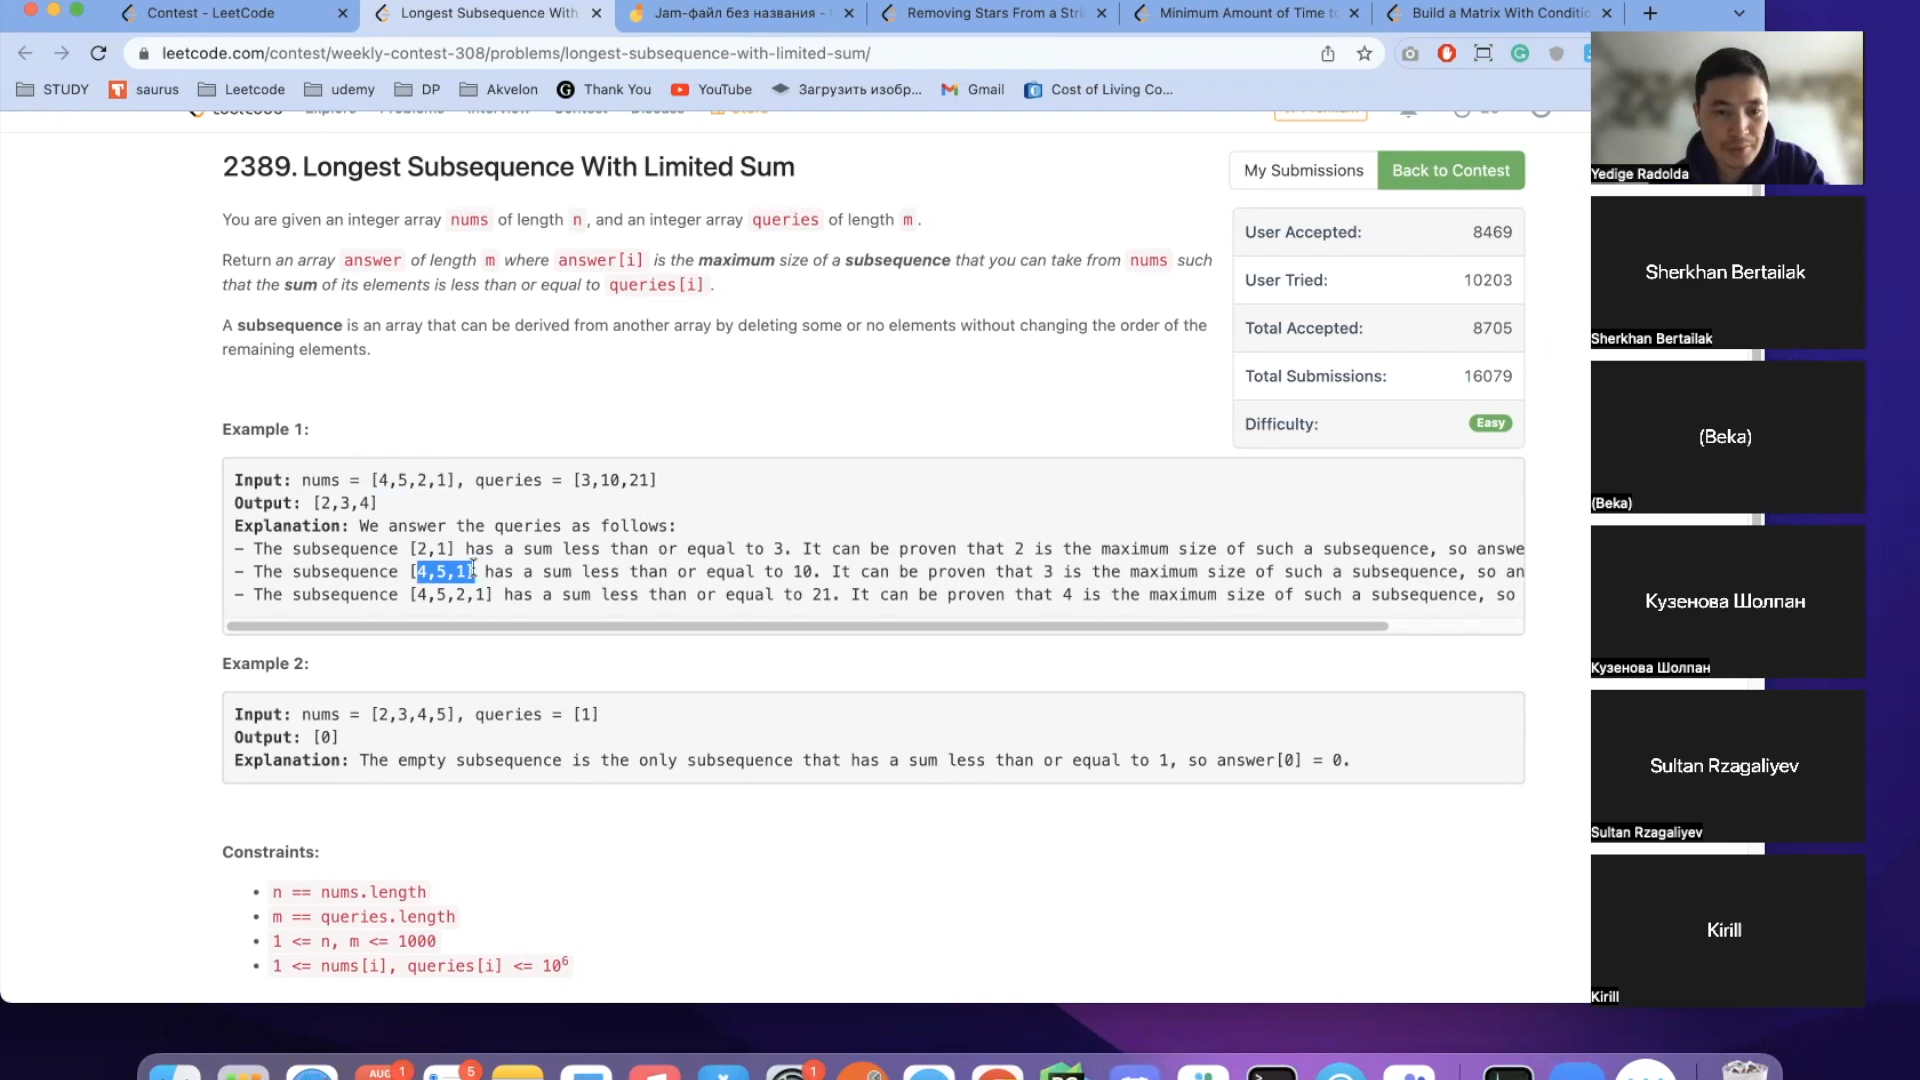 Contest - LeetCode
Longest Subsequence With
Jam-файл без названия -
Removing Stars From a Stri
Minimum Amount of Time to
Build a Matrix With Conditio
leetcode.com/contest/weekly-contest-308/problems/longest-subsequence-with-limited-sum/
STUDY
saurus
Leetcode
udemy
DP
Akvelon
Thank You
YouTube
Загрузить изобр...
Gmail
Cost of Living Co...
2389. Longest Subsequence With Limited Sum
My Submissions
Back to Contest
You are given an integer array nums of length n, and an integer array queries of length m.
Return an array answer of length m where answer[i] is the maximum size of a subsequence that you can take from nums such
that the sum of its elements is less than or equal to queries[i].
A subsequence is an array that can be derived from another array by deleting some or no elements without changing the order of the
remaining elements.
User Accepted: 8469
User Tried: 10203
Total Accepted: 8705
Total Submissions: 16079
Difficulty: Easy
Example 1:
Input: nums = [4,5,2,1], queries = [3,10,21]
Output: [2,3,4]
Explanation: We answer the queries as follows:
- The subsequence [2,1] has a sum less than or equal to 3. It can be proven that 2 is the maximum size of such a subsequence, so answe
- The subsequence [4,5,1] has a sum less than or equal to 10. It can be proven that 3 is the maximum size of such a subsequence, so an
- The subsequence [4,5,2,1] has a sum less than or equal to 21. It can be proven that 4 is the maximum size of such a subsequence, so
Example 2:
Input: nums = [2,3,4,5], queries = [1]
Output: [0]
Explanation: The empty subsequence is the only subsequence that has a sum less than or equal to 1, so answer[0] = 0.
Constraints:
• n == nums.length
• m == queries.length
• 1 <= n, m <= 1000
• 1 <= nums[i], queries[i] <= 10⁶
Yedige Radolda
Sherkhan Bertailak
Sherkhan Bertailak
(Beka)
(Beka)
Кузенова Шолпан
Кузенова Шолпан
Sultan Rzagaliyev
Sultan Rzagaliyev
Kirill
Kirill
AUG
1
5
1